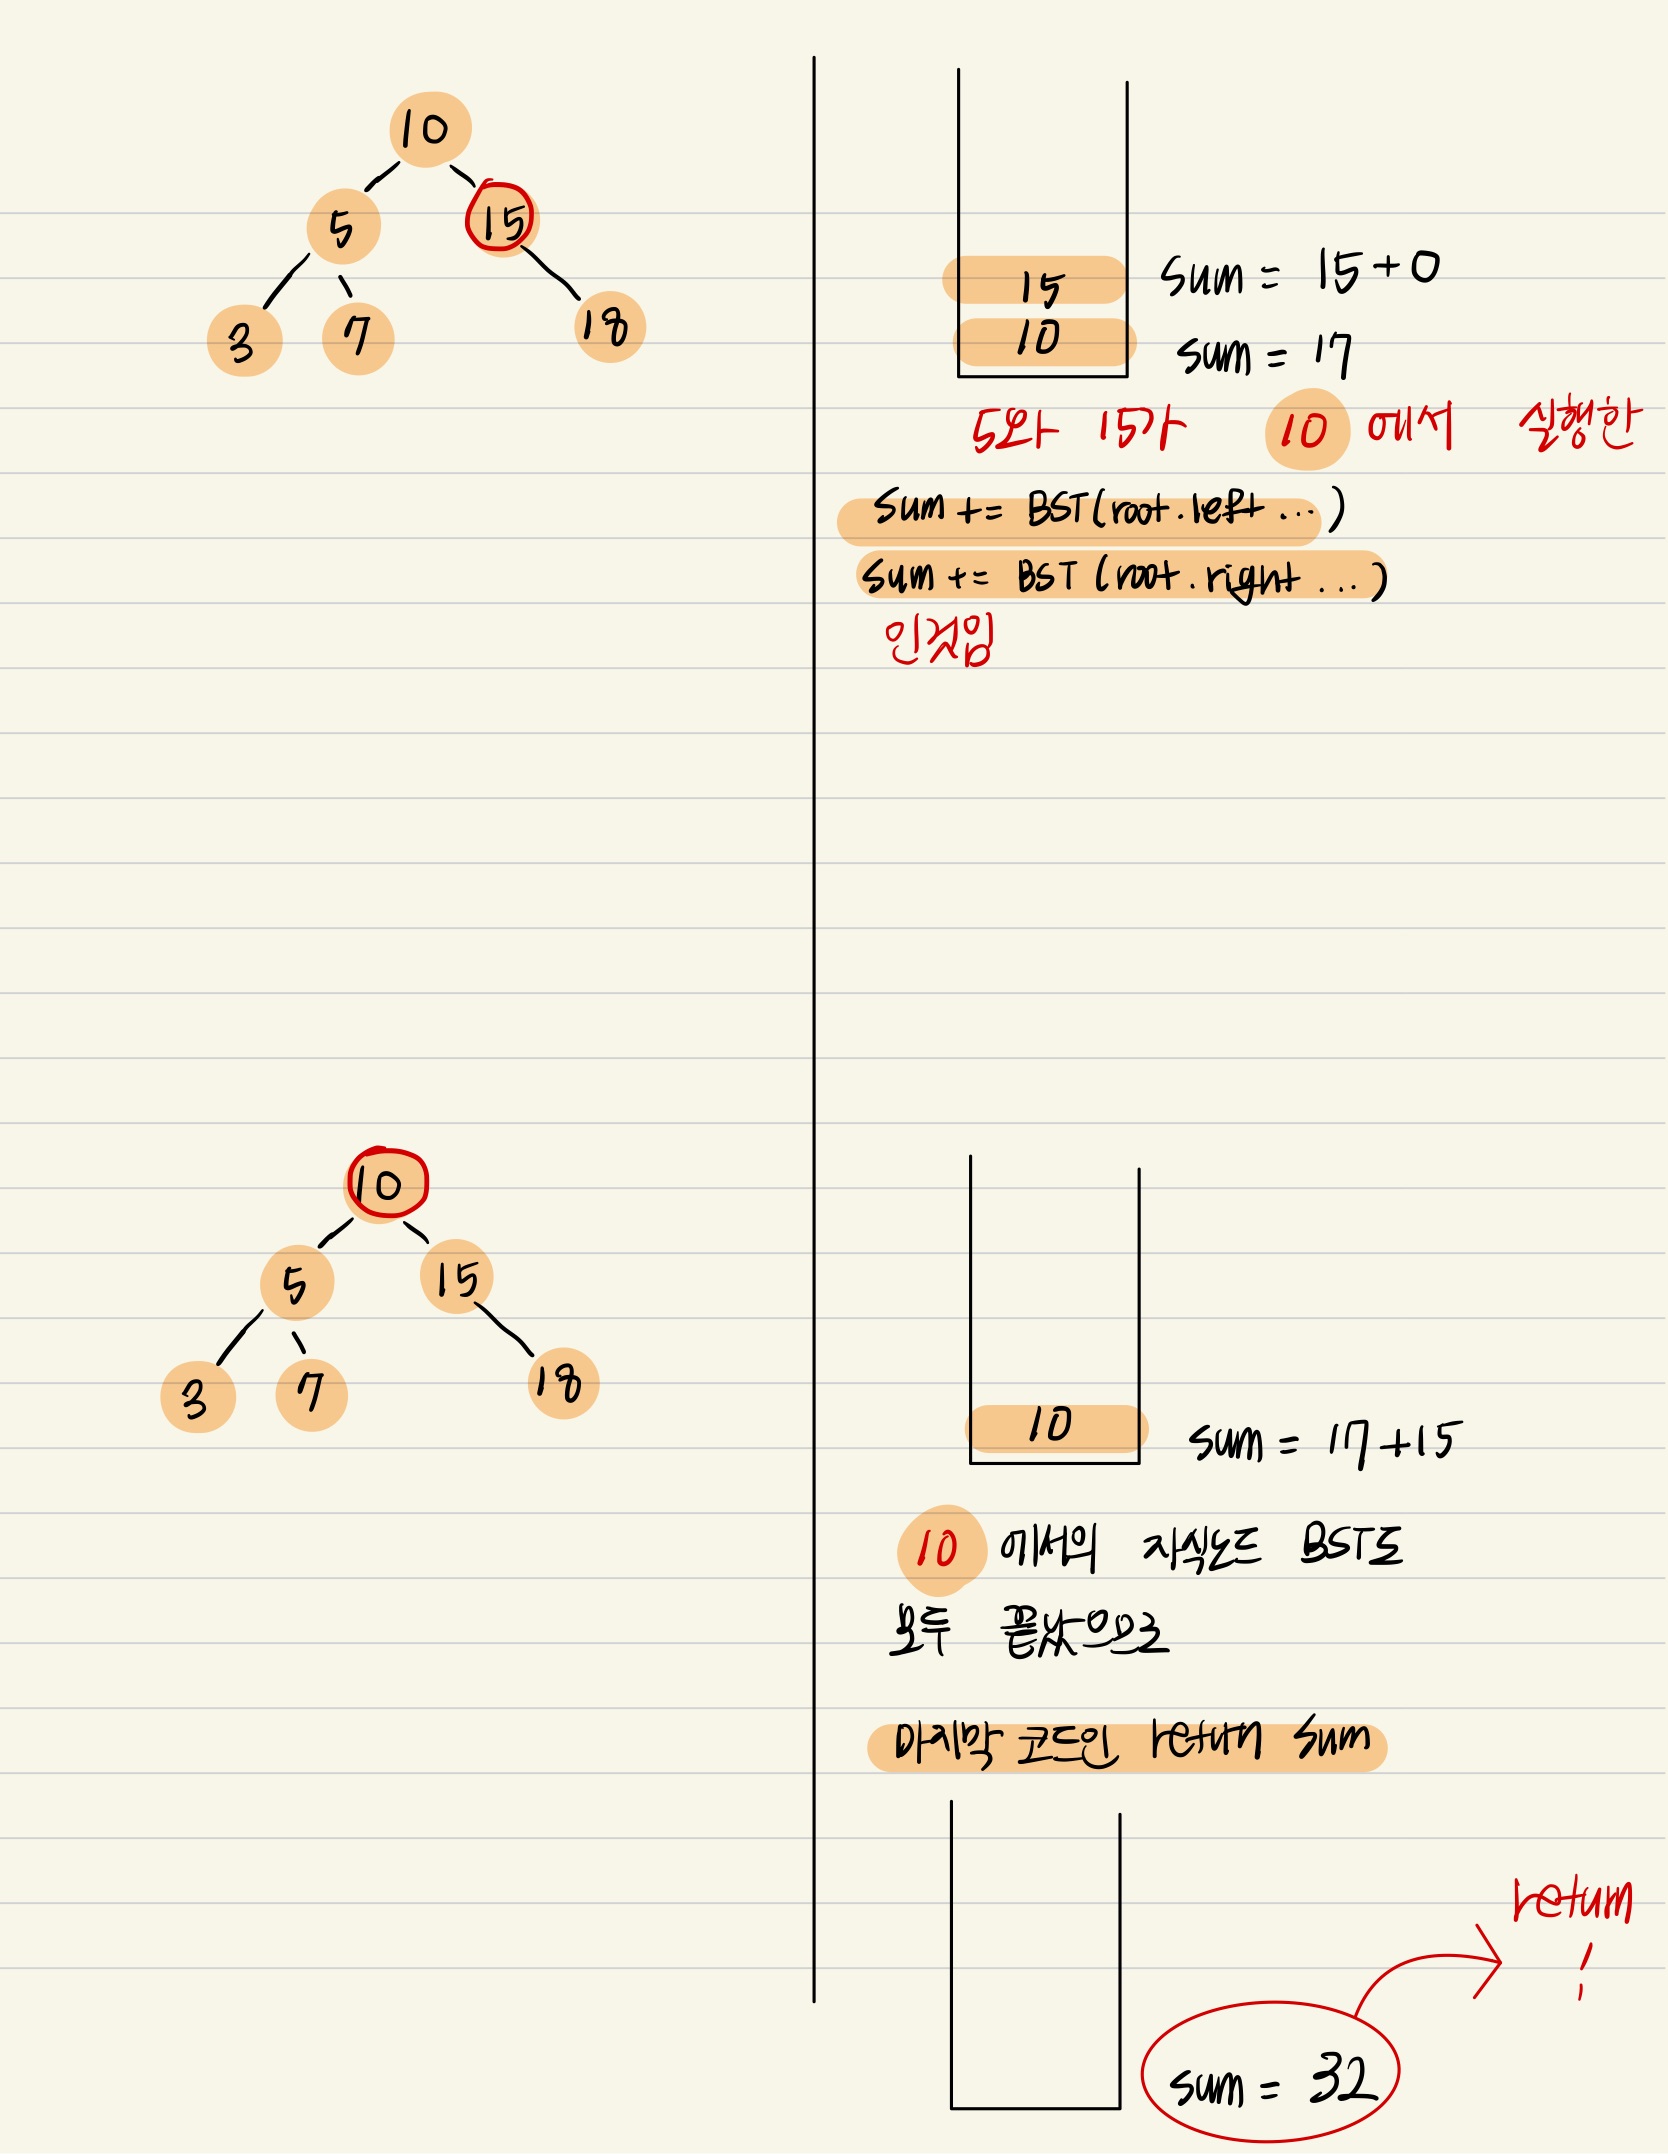 10
5 15
3 7 18
15 sum = 15+0
10 sum = 17
5와 15가 10 에서 실행한
sum += BST(root.left ...)
sum += BST (root.right ...)
인것임
10
5 15
3 7 18
10 sum = 17+15
10 에서의 자식노드 BST도
모두 끝났으므로
마지막 코드인 return sum
return
!
sum = 32